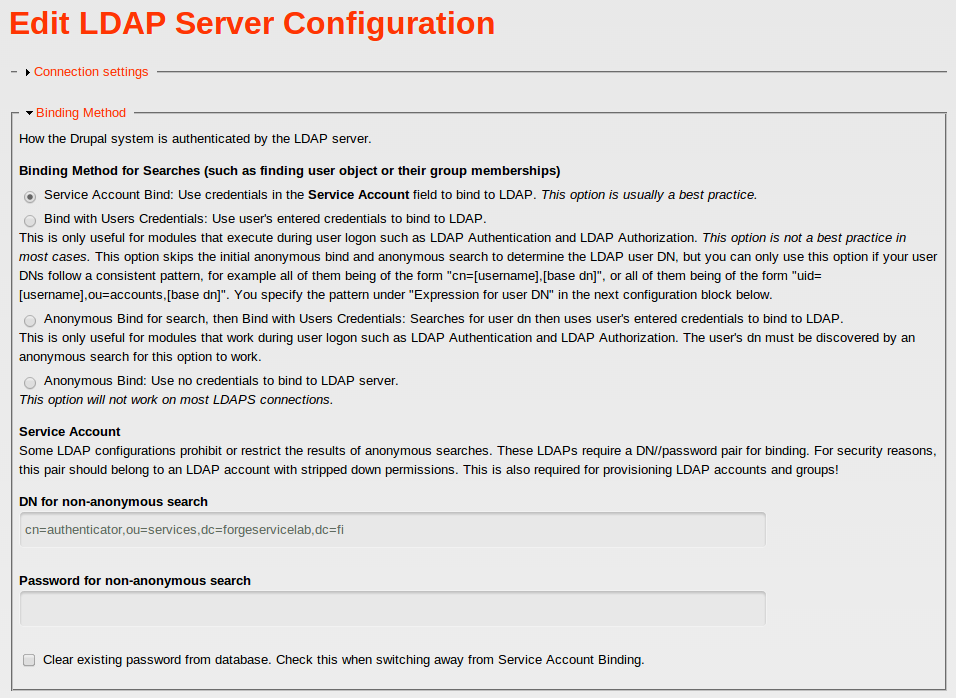 Edit LDAP Server Configuration
Connection settings
Binding Method
How the Drupal system is authenticated by the LDAP server.
Binding Method for Searches (such as finding user object or their group memberships)
Service Account Bind: Use credentials in the Service Account field to bind to LDAP. This option is usually a best practice.
Bind with Users Credentials: Use user's entered credentials to bind to LDAP.
This is only useful for modules that execute during user logon such as LDAP Authentication and LDAP Authorization. This option is not a best practice in
most cases. This option skips the initial anonymous bind and anonymous search to determine the LDAP user DN, but you can only use this option if your user
DNs follow a consistent pattern, for example all of them being of the form "cn=[username],[base dn]", or all of them being of the form "uid=
[username],ou=accounts,[base dn]". You specify the pattern under "Expression for user DN" in the next configuration block below.
Anonymous Bind for search, then Bind with Users Credentials: Searches for user dn then uses user's entered credentials to bind to LDAP.
This is only useful for modules that work during user logon such as LDAP Authentication and LDAP Authorization. The user's dn must be discovered by an
anonymous search for this option to work.
Anonymous Bind: Use no credentials to bind to LDAP server.
This option will not work on most LDAPS connections.
Service Account
Some LDAP configurations prohibit or restrict the results of anonymous searches. These LDAPs require a DN//password pair for binding. For security reasons,
this pair should belong to an LDAP account with stripped down permissions. This is also required for provisioning LDAP accounts and groups!
DN for non-anonymous search
cn=authenticator,ou=services,dc=forgeservicelab,dc=fi
Password for non-anonymous search
Clear existing password from database. Check this when switching away from Service Account Binding.